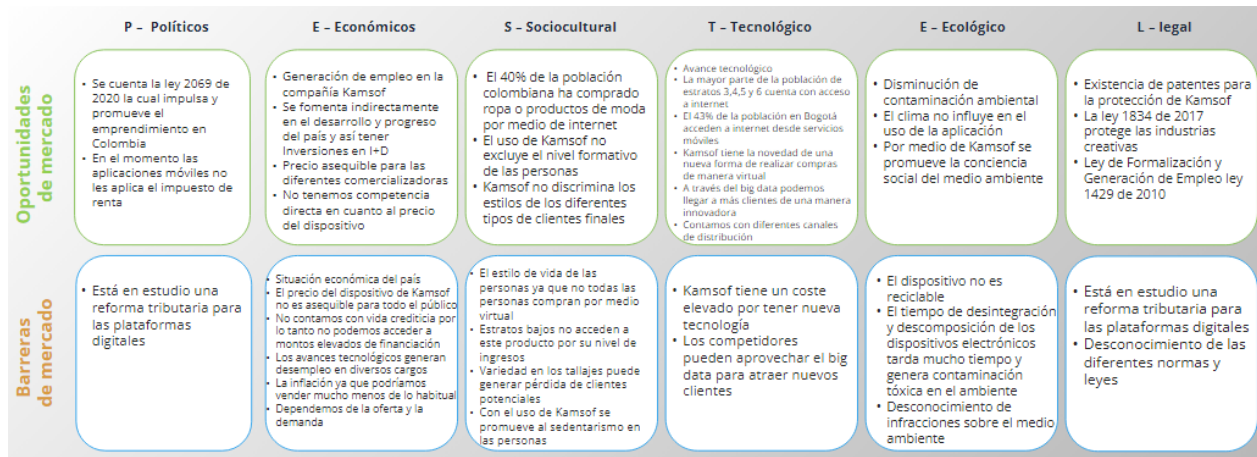 P – Políticos
E – Económicos
S – Sociocultural
T – Tecnológico
E – Ecológico
L – legal
Oportunidades
de mercado
• Se cuenta la ley 2069 de
2020 la cual impulsa y
promueve el
emprendimiento en
Colombia
• En el momento las
aplicaciones móviles no
les aplica el impuesto de
renta
• Generación de empleo en la
compañía Kamsof
• Se fomenta indirectamente
en el desarrollo y progreso
del país y así tener
Inversiones en I+D
• Precio asequible para las
diferentes comercializadoras
• No tenemos competencia
directa en cuanto al precio
del dispositivo
• El 40% de la población
colombiana ha comprado
ropa o productos de moda
por medio de internet
• El uso de Kamsof no
excluye el nivel formativo
de las personas
• Kamsof no discrimina los
estilos de los diferentes
tipos de clientes finales
• Avance tecnológico
• La mayor parte de la población de
estratos 3,4,5 y 6 cuenta con acceso
a internet
• El 43% de la población en Bogotá
acceden a internet desde servicios
móviles
• Kamsof tiene la novedad de una
nueva forma de realizar compras
de manera virtual
• A través del big data podemos
llegar a más clientes de una manera
innovadora
• Contamos con diferentes canales
de distribución
• Disminución de
contaminación ambiental
• El clima no influye en el
uso de la aplicación
• Por medio de Kamsof se
promueve la conciencia
social del medio ambiente
• Existencia de patentes para
la protección de Kamsof
• La ley 1834 de 2017
protege las industrias
creativas
• Ley de Formalización y
Generación de Empleo ley
1429 de 2010
Barreras
de mercado
• Está en estudio una
reforma tributaria para
las plataformas
digitales
• Situación económica del país
• El precio del dispositivo de Kamsof
no es asequible para todo el público
• No contamos con vida crediticia por
lo tanto no podemos acceder a
montos elevados de financiación
• Los avances tecnológicos generan
desempleo en diversos cargos
• La inflación ya que podríamos
vender mucho menos de lo habitual
• Dependemos de la oferta y la
demanda
• El estilo de vida de las
personas ya que no todas las
personas compran por medio
virtual
• Estratos bajos no acceden a
este producto por su nivel de
ingresos
• Variedad en los tallajes puede
generar pérdida de clientes
potenciales
• Con el uso de Kamsof se
promueve al sedentarismo en
las personas
• Kamsof tiene un coste
elevado por tener nueva
tecnología
• Los competidores
pueden aprovechar el big
data para atraer nuevos
clientes
• El dispositivo no es
reciclable
• El tiempo de desintegración
y descomposición de los
dispositivos electrónicos
tarda mucho tiempo y
genera contaminación
tóxica en el ambiente
• Desconocimiento de
infracciones sobre el medio
ambiente
• Está en estudio una
reforma tributaria para
las plataformas digitales
• Desconocimiento de las
diferentes normas y
leyes